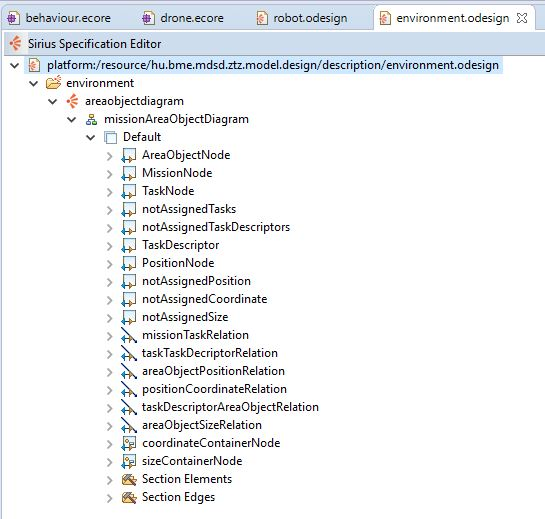 behaviour.ecore drone.ecore robot.odesign environment.odesign
Sirius Specification Editor
platform:/resource/hu.bme.mdsd.ztz.model.design/description/environment.odesign
environment
areaobjectdiagram
missionAreaObjectDiagram
Default
AreaObjectNode
MissionNode
TaskNode
notAssignedTasks
notAssignedTaskDescriptors
TaskDescriptor
PositionNode
notAssignedPosition
notAssignedCoordinate
notAssignedSize
missionTaskRelation
taskTaskDecriptorRelation
areaObjectPositionRelation
positionCoordinateRelation
taskDescriptorAreaObjectRelation
areaObjectSizeRelation
coordinateContainerNode
sizeContainerNode
Section Elements
Section Edges